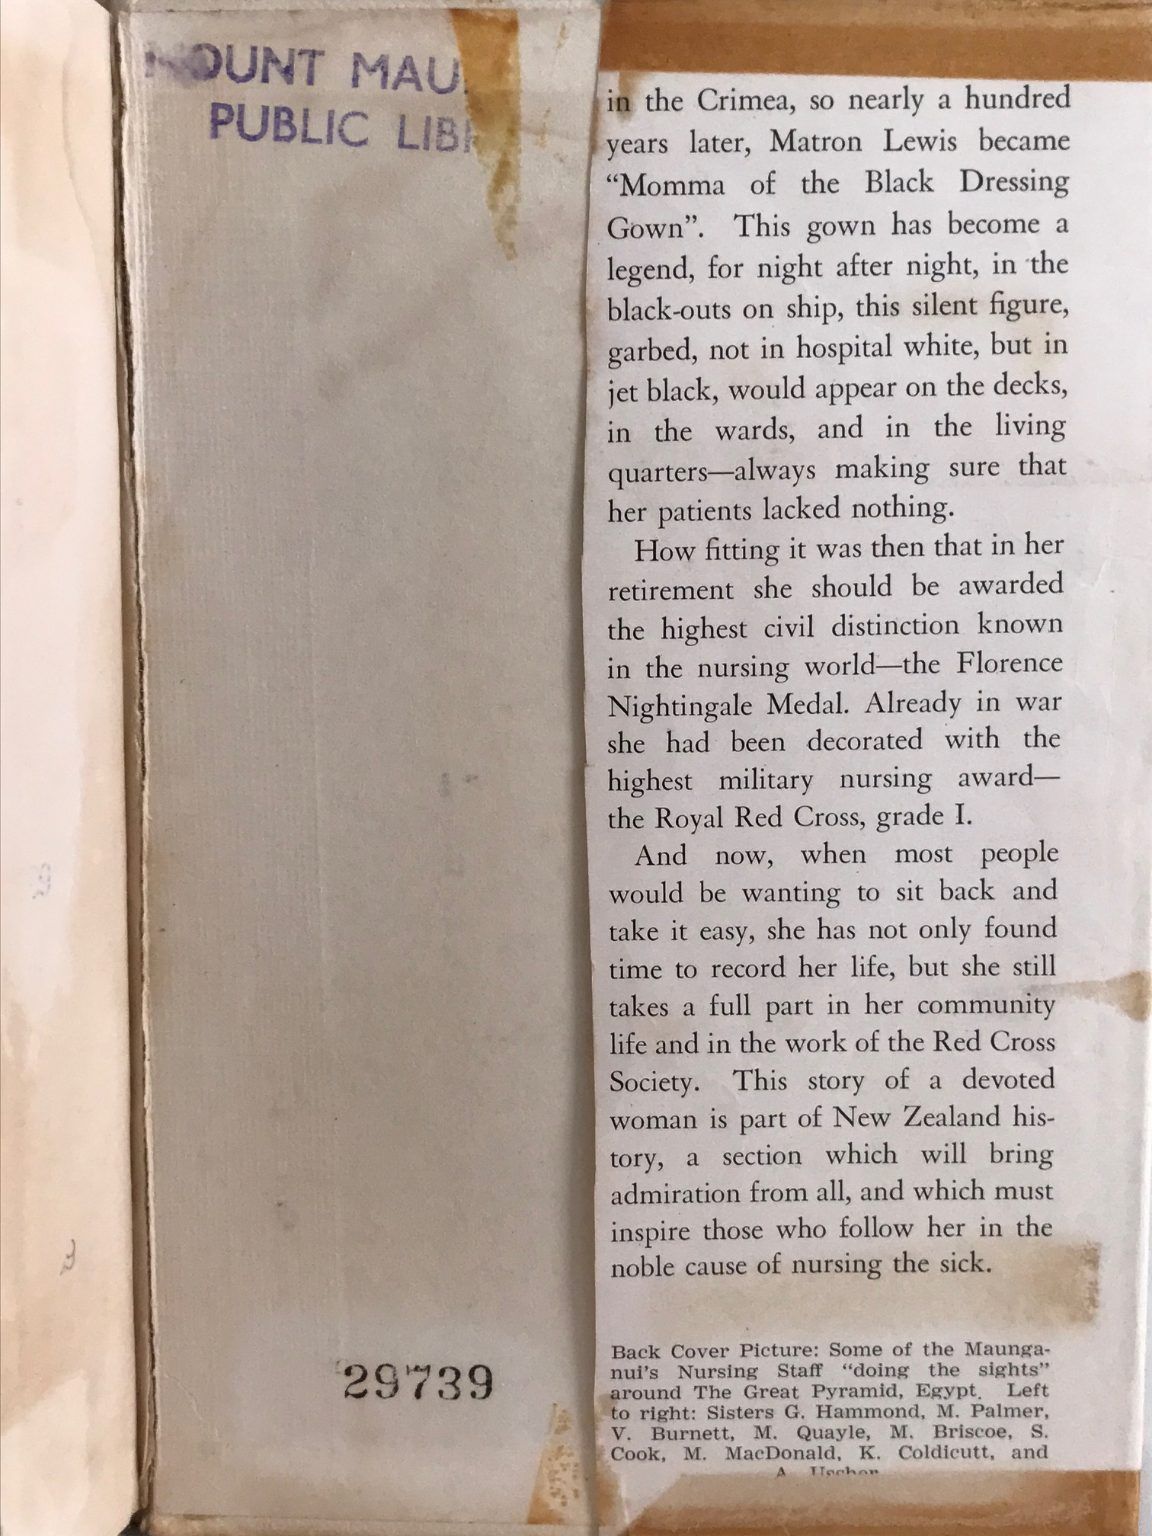 MOUNT MAU
PUBLIC LIB
in the Crimea, so nearly a hundred
years later, Matron Lewis became
“Momma of the Black Dressing
Gown”. This gown has become a
legend, for night after night, in the
black-outs on ship, this silent figure,
garbed, not in hospital white, but in
jet black, would appear on the decks,
in the wards, and in the living
quarters—always making sure that
her patients lacked nothing.
How fitting it was then that in her
retirement she should be awarded
the highest civil distinction known
in the nursing world—the Florence
Nightingale Medal. Already in war
she had been decorated with the
highest military nursing award—
the Royal Red Cross, grade I.
And now, when most people
would be wanting to sit back and
take it easy, she has not only found
time to record her life, but she still
takes a full part in her community
life and in the work of the Red Cross
Society. This story of a devoted
woman is part of New Zealand his-
tory, a section which will bring
admiration from all, and which must
inspire those who follow her in the
noble cause of nursing the sick.
29739
Back Cover Picture: Some of the Maunga-
nui's Nursing Staff “doing the sights”
around The Great Pyramid, Egypt. Left
to right: Sisters G. Hammond, M. Palmer,
V. Burnett, M. Quayle, M. Briscoe, S.
Cook, M. MacDonald, K. Coldicutt, and
A.